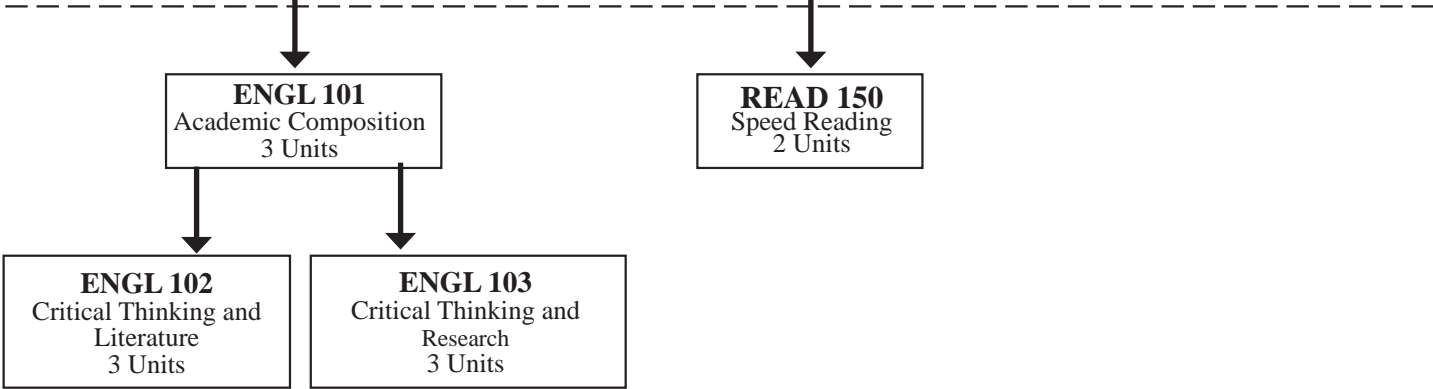 ENGL 101
Academic Composition
3 Units
READ 150
Speed Reading
2 Units
ENGL 102
Critical Thinking and
Literature
3 Units
ENGL 103
Critical Thinking and
Research
3 Units